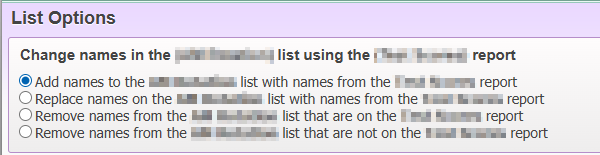 List Options
Change names in the list using the report
Add names to the list with names from the report
Replace names on the list with names from the report
Remove names from the list that are on the report
Remove names from the list that are not on the report